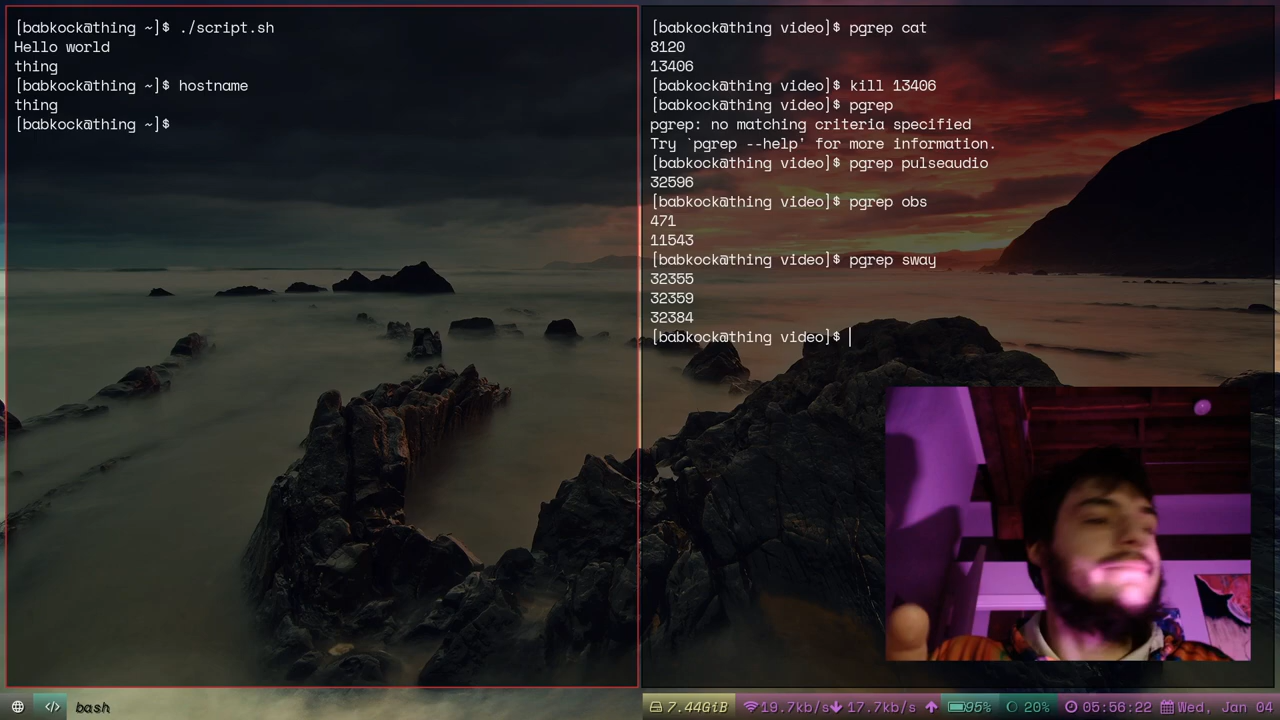 [babkock@thing ~]$ ./script.sh
Hello world
thing
[babkock@thing ~]$ hostname
thing
[babkock@thing ~]$
[babkock@thing video]$ pgrep cat
8120
13406
[babkock@thing video]$ kill 13406
[babkock@thing video]$ pgrep
pgrep: no matching criteria specified
Try `pgrep --help' for more information.
[babkock@thing video]$ pgrep pulseaudio
32596
[babkock@thing video]$ pgrep obs
471
11543
[babkock@thing video]$ pgrep sway
32355
32359
32384
[babkock@thing video]$
</> bash 7.44GiB 19.7kb/s 17.7kb/s 95% 20% 05:56:22 Wed, Jan 04